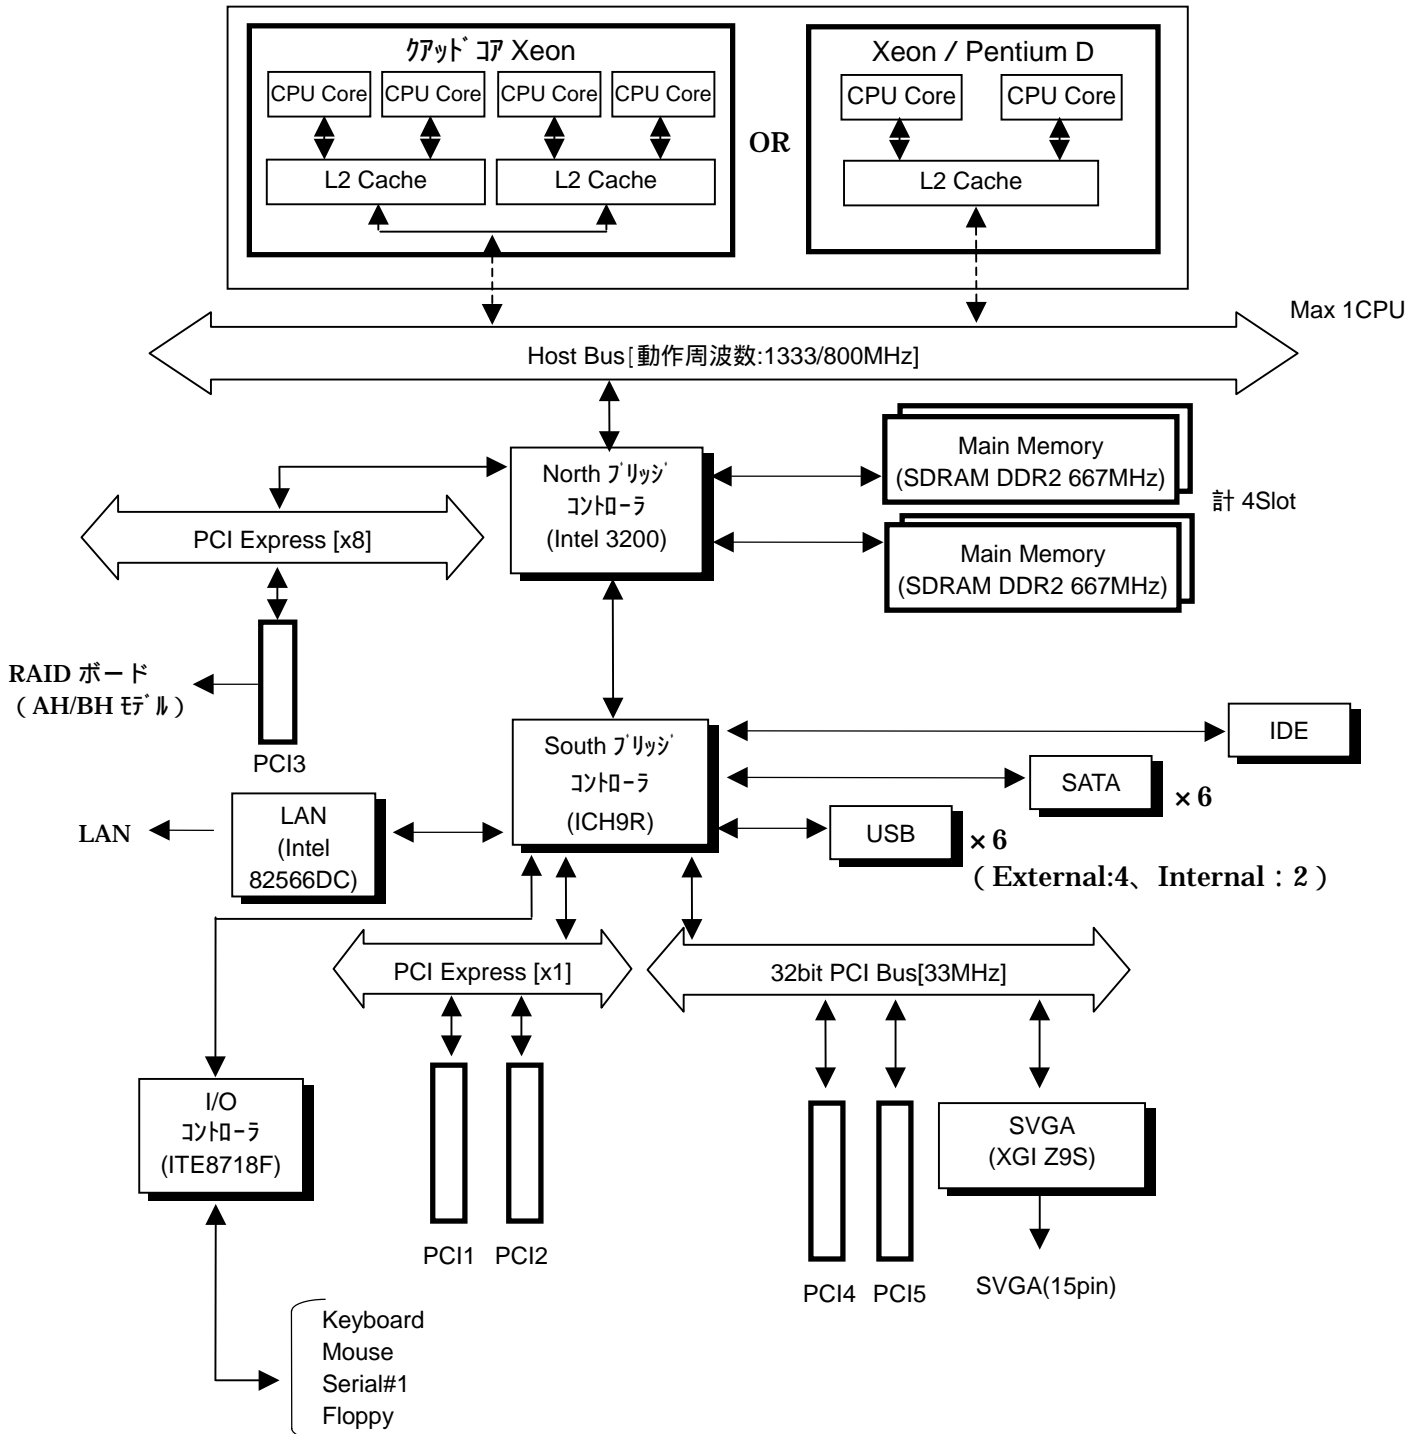 ｸｱｯﾄﾞｺｱ Xeon
Xeon / Pentium D
CPU Core
CPU Core
CPU Core
CPU Core
CPU Core
CPU Core
OR
L2 Cache
L2 Cache
L2 Cache
Max 1CPU
Host Bus[動作周波数:1333/800MHz]
North ﾌﾞﾘｯｼﾞ
ｺﾝﾄﾛｰﾗ
(Intel 3200)
Main Memory
(SDRAM DDR2 667MHz)
計 4Slot
Main Memory
(SDRAM DDR2 667MHz)
PCI Express [x8]
RAID ボード
（AH/BH ﾓﾃﾞﾙ）
PCI3
South ﾌﾞﾘｯｼﾞ
ｺﾝﾄﾛｰﾗ
(ICH9R)
IDE
SATA
×6
USB
×6
（External:4、Internal：2）
LAN
LAN
(Intel
82566DC)
PCI Express [x1]
32bit PCI Bus[33MHz]
I/O
ｺﾝﾄﾛｰﾗ
(ITE8718F)
SVGA
(XGI Z9S)
PCI1
PCI2
PCI4
PCI5
SVGA(15pin)
Keyboard
Mouse
Serial#1
Floppy